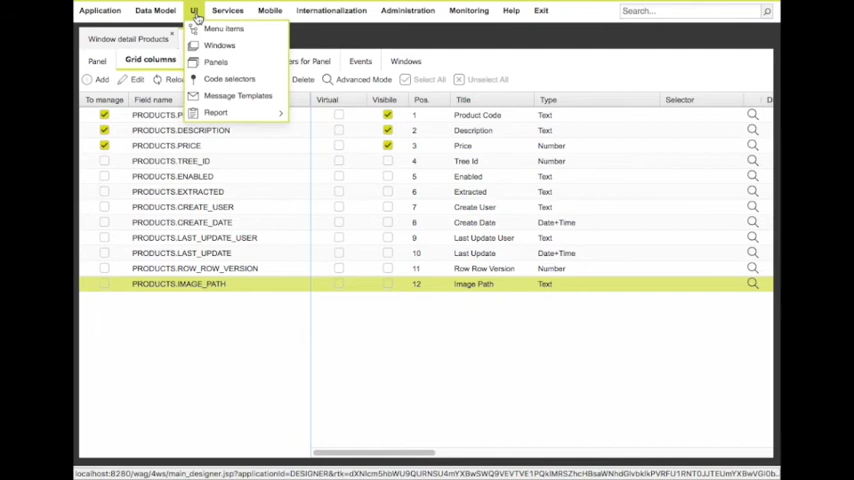 Application Data Model UI Services Mobile Internationalization Administration Monitoring Help Exit Search...
Window detail Products
Menu items
Windows
Panels
Code selectors
Message Templates
Report
Panel Grid columns for Panel Events Windows
Add Edit Delete Advanced Mode Select All Unselect All
To manage Field name Virtual Visibile Pos. Title Type Selector D
1 Product Code Text
PRODUCTS.DESCRIPTION 2 Description Text
PRODUCTS.PRICE 3 Price Number
PRODUCTS.TREE_ID 4 Tree Id Number
PRODUCTS.ENABLED 5 Enabled Text
PRODUCTS.EXTRACTED 6 Extracted Text
PRODUCTS.CREATE_USER 7 Create User Text
PRODUCTS.CREATE_DATE 8 Create Date Date+Time
PRODUCTS.LAST_UPDATE_USER 9 Last Update User Text
PRODUCTS.LAST_UPDATE 10 Last Update Date+Time
PRODUCTS.ROW_ROW_VERSION 11 Row Row Version Number
PRODUCTS.IMAGE_PATH 12 Image Path Text